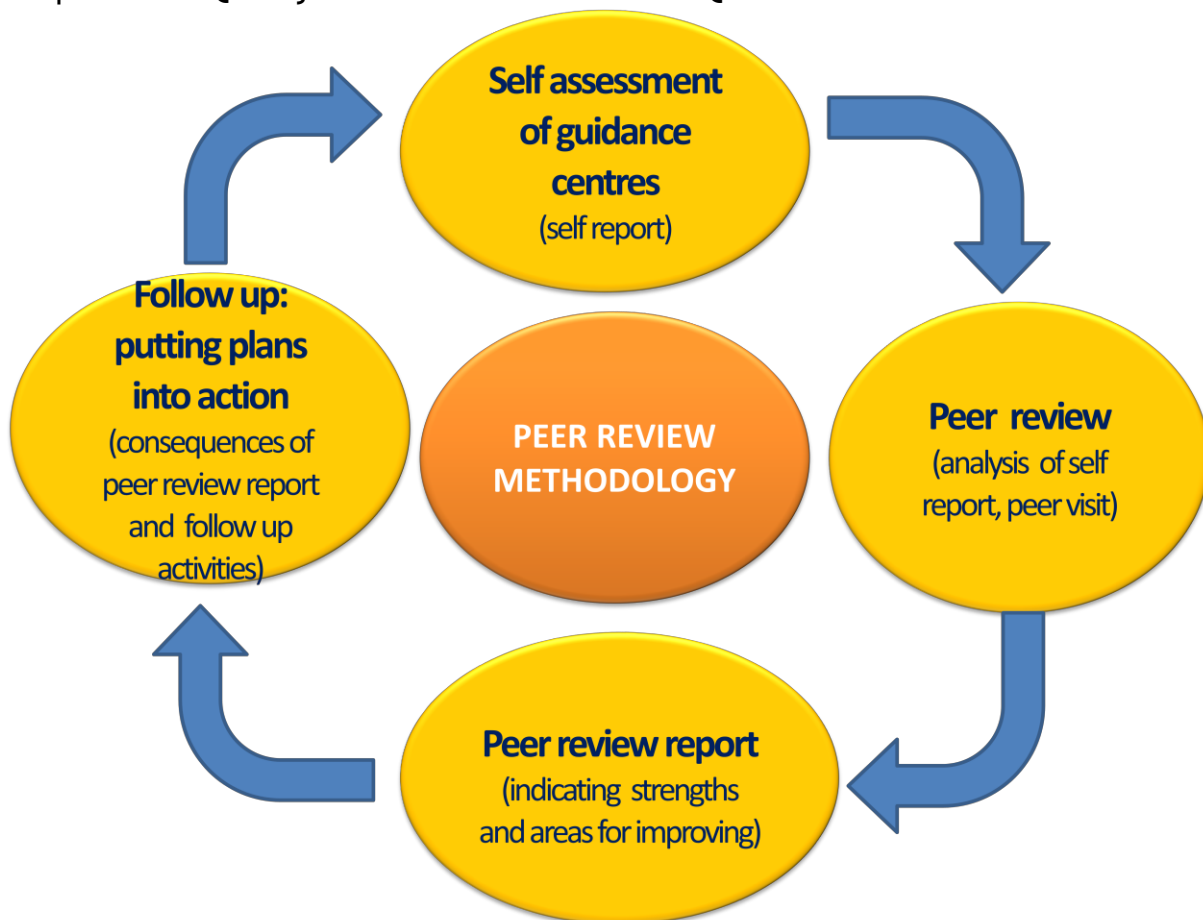 Self assessment
of guidance
centres
(self report)
Follow up:
putting plans
into action
(consequences of
peer review report
and follow up
activities)
PEER REVIEW
METHODOLOGY
Peer review
(analysis of self
report, peer visit)
Peer review report
(indicating strengths
and areas for improving)